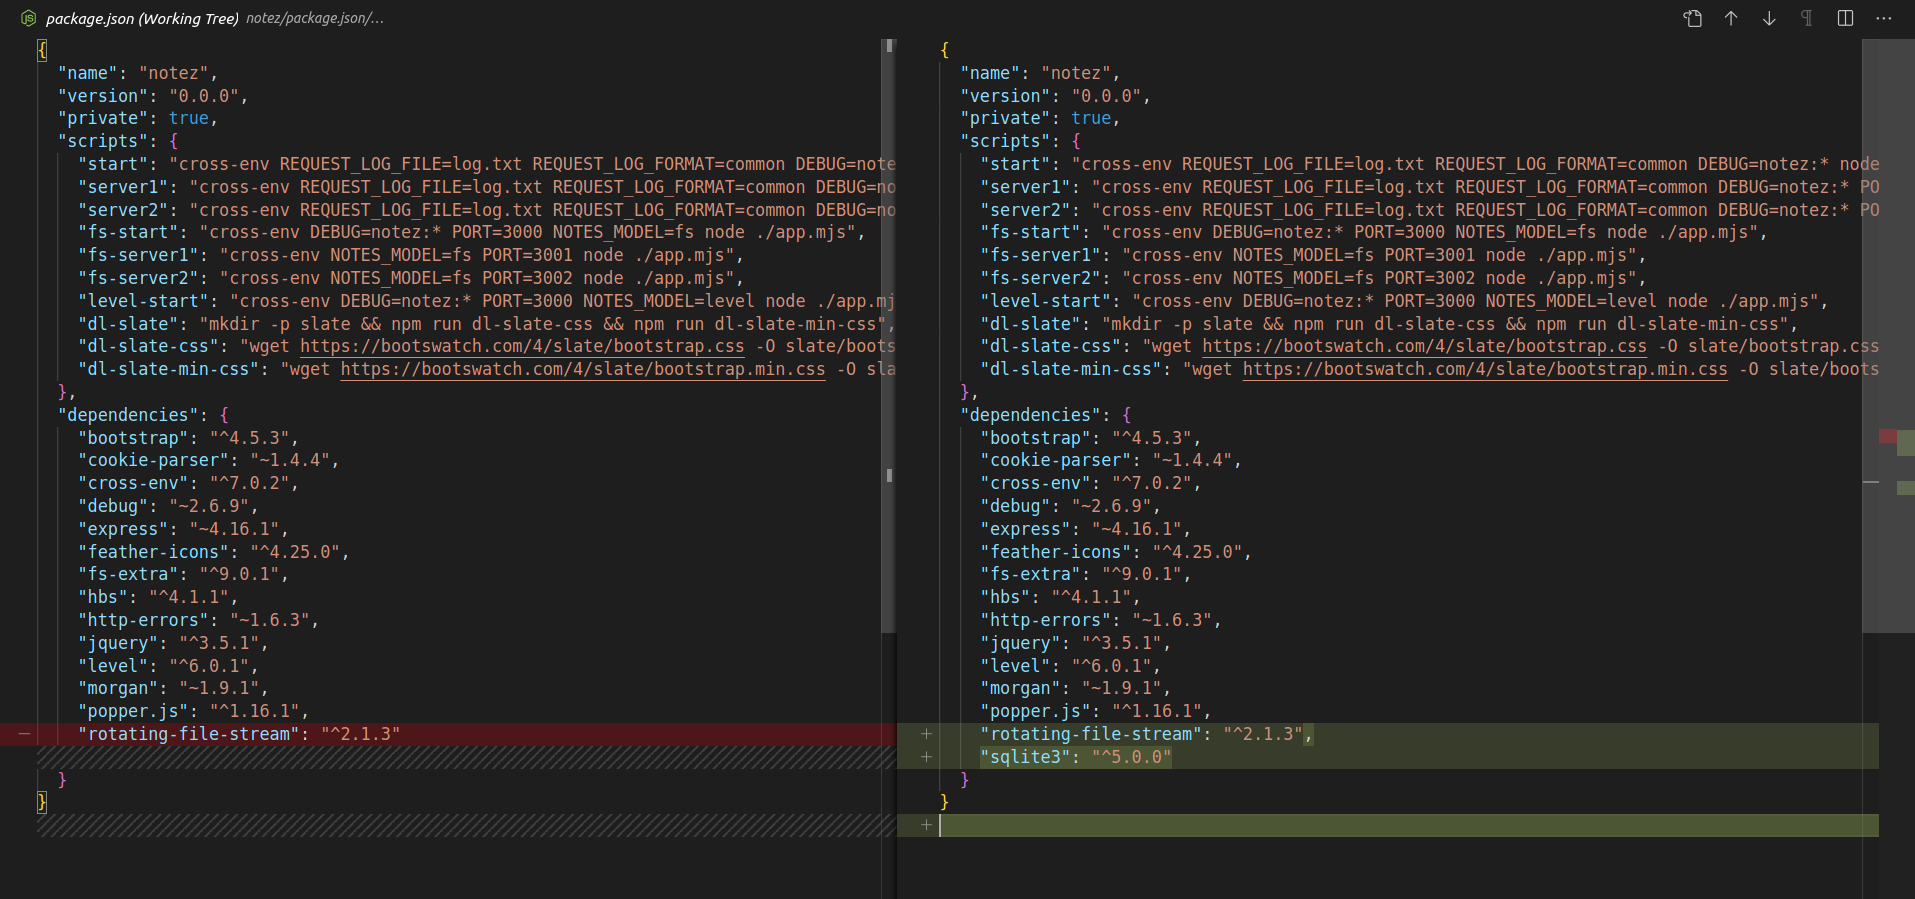 package.json (Working Tree) notez/package.json/...
{
"name": "notez",
"version": "0.0.0",
"private": true,
"scripts": {
"start": "cross-env REQUEST_LOG_FILE=log.txt REQUEST_LOG_FORMAT=common DEBUG=note
"server1": "cross-env REQUEST_LOG_FILE=log.txt REQUEST_LOG_FORMAT=common DEBUG=no
"server2": "cross-env REQUEST_LOG_FILE=log.txt REQUEST_LOG_FORMAT=common DEBUG=no
"fs-start": "cross-env DEBUG=notez:* PORT=3000 NOTES_MODEL=fs node ./app.mjs",
"fs-server1": "cross-env NOTES_MODEL=fs PORT=3001 node ./app.mjs",
"fs-server2": "cross-env NOTES_MODEL=fs PORT=3002 node ./app.mjs",
"level-start": "cross-env DEBUG=notez:* PORT=3000 NOTES_MODEL=level node ./app.mj
"dl-slate": "mkdir -p slate && npm run dl-slate-css && npm run dl-slate-min-css",
"dl-slate-css": "wget https://bootswatch.com/4/slate/bootstrap.css -O slate/boots
"dl-slate-min-css": "wget https://bootswatch.com/4/slate/bootstrap.min.css -O sla
},
"dependencies": {
"bootstrap": "^4.5.3",
"cookie-parser": "~1.4.4",
"cross-env": "^7.0.2",
"debug": "~2.6.9",
"express": "~4.16.1",
"feather-icons": "^4.25.0",
"fs-extra": "^9.0.1",
"hbs": "^4.1.1",
"http-errors": "~1.6.3",
"jquery": "^3.5.1",
"level": "^6.0.1",
"morgan": "~1.9.1",
"popper.js": "^1.16.1",
— "rotating-file-stream": "^2.1.3"
}
}
{
"name": "notez",
"version": "0.0.0",
"private": true,
"scripts": {
"start": "cross-env REQUEST_LOG_FILE=log.txt REQUEST_LOG_FORMAT=common DEBUG=notez:* node
"server1": "cross-env REQUEST_LOG_FILE=log.txt REQUEST_LOG_FORMAT=common DEBUG=notez:* PO
"server2": "cross-env REQUEST_LOG_FILE=log.txt REQUEST_LOG_FORMAT=common DEBUG=notez:* PO
"fs-start": "cross-env DEBUG=notez:* PORT=3000 NOTES_MODEL=fs node ./app.mjs",
"fs-server1": "cross-env NOTES_MODEL=fs PORT=3001 node ./app.mjs",
"fs-server2": "cross-env NOTES_MODEL=fs PORT=3002 node ./app.mjs",
"level-start": "cross-env DEBUG=notez:* PORT=3000 NOTES_MODEL=level node ./app.mjs",
"dl-slate": "mkdir -p slate && npm run dl-slate-css && npm run dl-slate-min-css",
"dl-slate-css": "wget https://bootswatch.com/4/slate/bootstrap.css -O slate/bootstrap.css
"dl-slate-min-css": "wget https://bootswatch.com/4/slate/bootstrap.min.css -O slate/boots
},
"dependencies": {
"bootstrap": "^4.5.3",
"cookie-parser": "~1.4.4",
"cross-env": "^7.0.2",
"debug": "~2.6.9",
"express": "~4.16.1",
"feather-icons": "^4.25.0",
"fs-extra": "^9.0.1",
"hbs": "^4.1.1",
"http-errors": "~1.6.3",
"jquery": "^3.5.1",
"level": "^6.0.1",
"morgan": "~1.9.1",
"popper.js": "^1.16.1",
+ "rotating-file-stream": "^2.1.3",
+ "sqlite3": "^5.0.0"
}
}
+